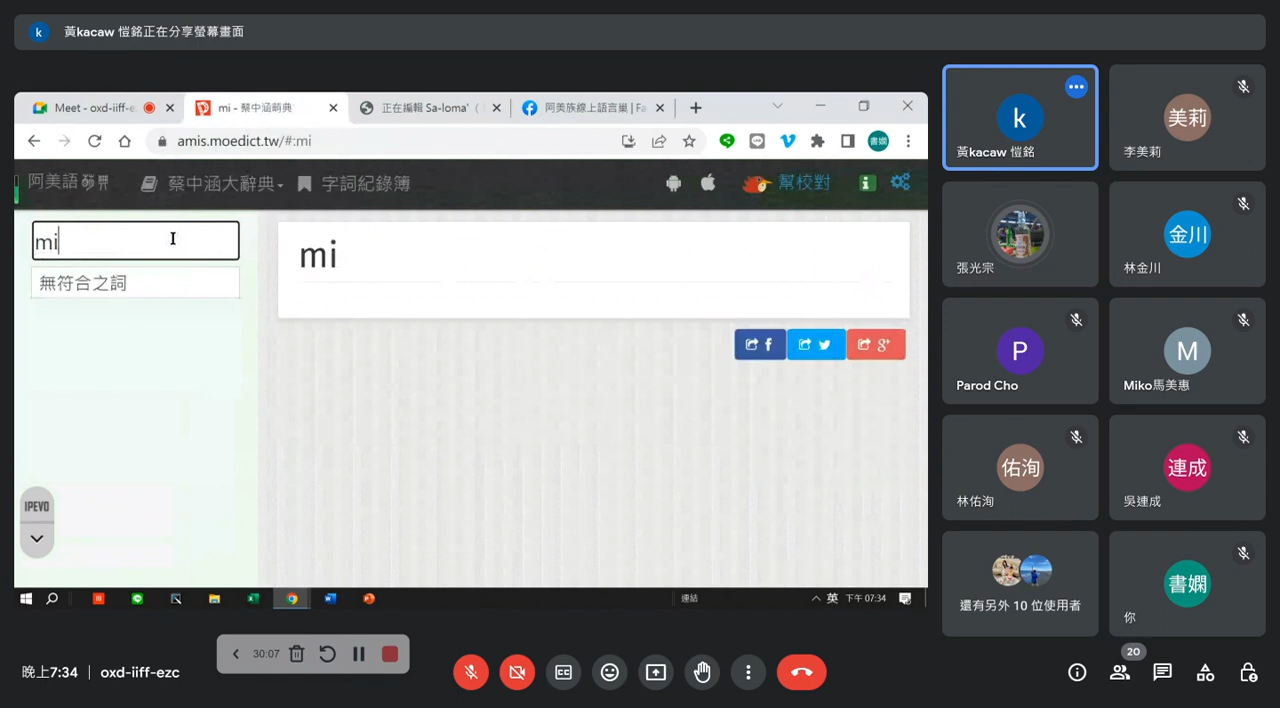 k 黃kacaw 愷銘正在分享螢幕畫面
Meet - oxd-iiff-e
mi - 蔡中涵萌典
正在編輯 Sa-loma' (
阿美族線上語言巢 | Fa
amis.moedict.tw/#:mi
書嫻
阿美語萌典
蔡中涵大辭典
字詞紀錄簿
幫校對
mi
無符合之詞
mi
f
g+
IPEVO
連結
英
下午 07:34
k
黃kacaw 愷銘
美莉
李美莉
張光宗
金川
林金川
P
Parod Cho
M
Miko馬美惠
佑洵
林佑洵
連成
吳連成
還有另外 10 位使用者
書嫻
你
30:07
晚上7:34 | oxd-iiff-ezc
20